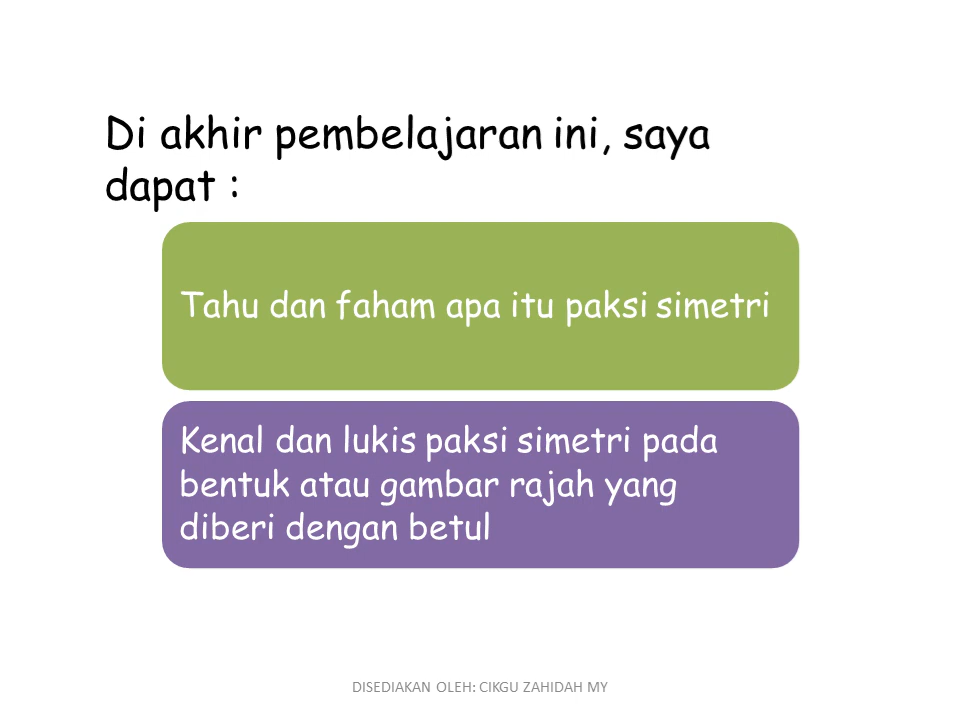 Di akhir pembelajaran ini, saya
dapat :
Tahu dan faham apa itu paksi simetri
Kenal dan lukis paksi simetri pada
bentuk atau gambar rajah yang
diberi dengan betul
DISEDIAKAN OLEH: CIKGU ZAHIDAH MY